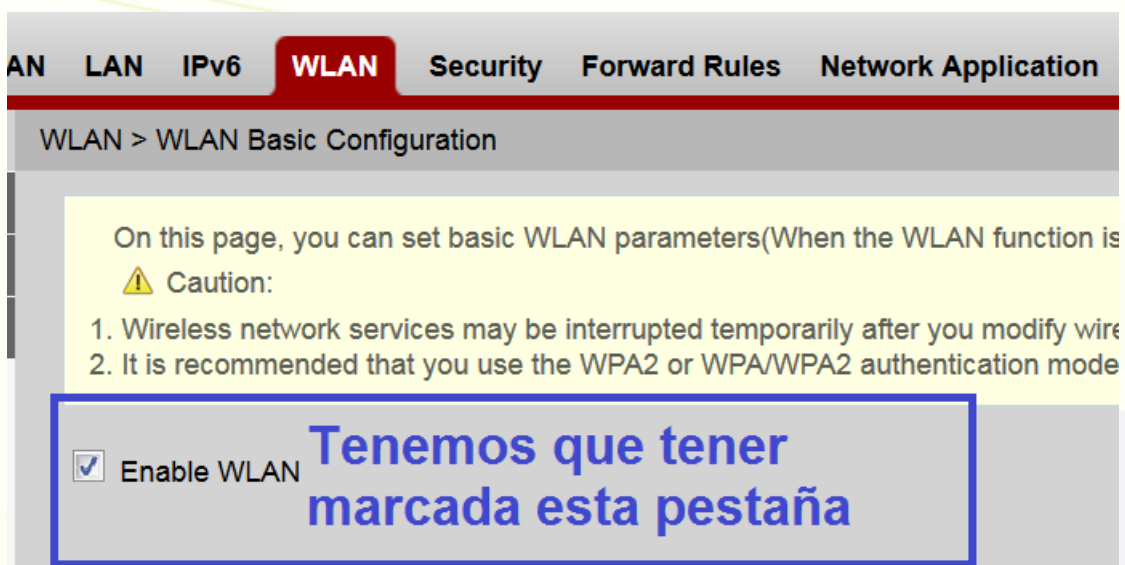 AN LAN IPv6 WLAN Security Forward Rules Network Application
WLAN > WLAN Basic Configuration
On this page, you can set basic WLAN parameters(When the WLAN function is
Caution:
1. Wireless network services may be interrupted temporarily after you modify wire
2. It is recommended that you use the WPA2 or WPA/WPA2 authentication mode
Enable WLAN
Tenemos que tener
marcada esta pestaña